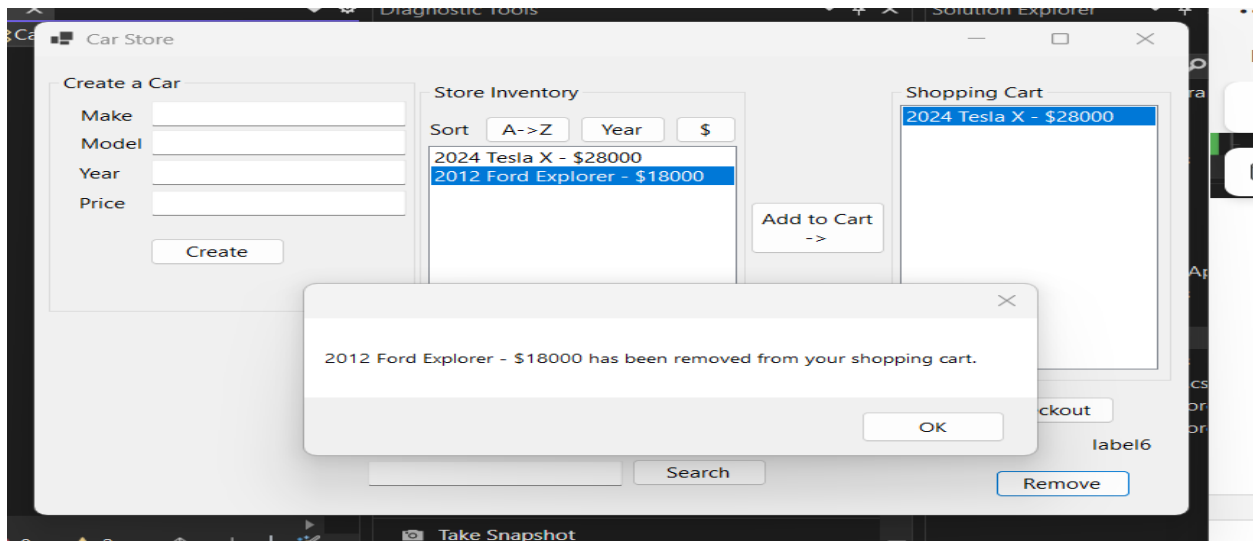 Diagnostic Tools
Solution Explorer
Car Store
Create a Car
Make
Model
Year
Price
Create
Store Inventory
Sort A->Z Year $
2024 Tesla X - $28000
2012 Ford Explorer - $18000
Add to Cart
->
Shopping Cart
2024 Tesla X - $28000
2012 Ford Explorer - $18000 has been removed from your shopping cart.
OK
ckout
label6
Search
Remove
Take Snapshot